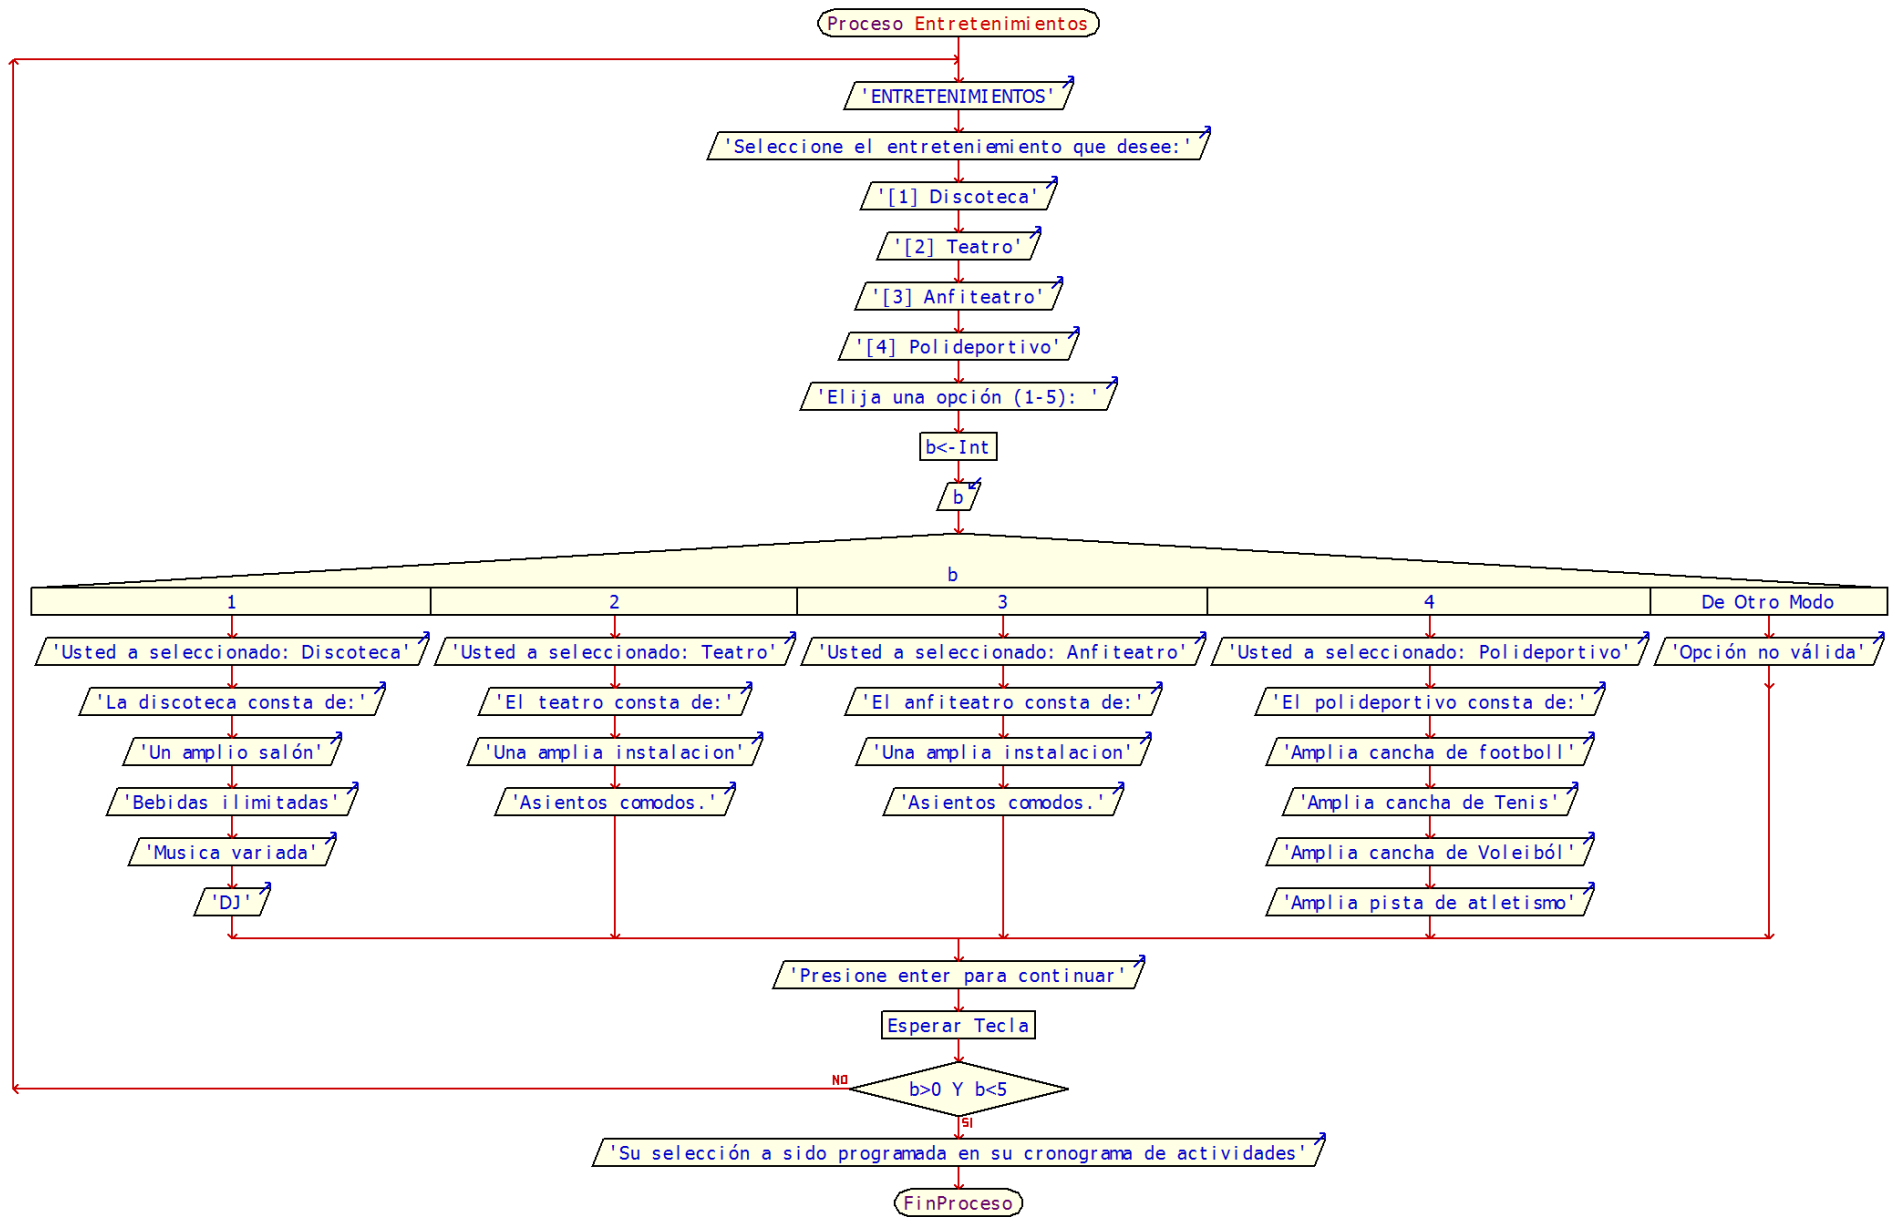 Proceso Entretenimientos
'ENTRETENIMIENTOS'
'Seleccione el entreteniemiento que desee:'
'[1] Discoteca'
'[2] Teatro'
'[3] Anfiteatro'
'[4] Polideportivo'
'Elija una opción (1-5): '
b<-Int
b
b
1 2 3 4 De Otro Modo
'Usted a seleccionado: Discoteca' 'Usted a seleccionado: Teatro' 'Usted a seleccionado: Anfiteatro' 'Usted a seleccionado: Polideportivo' 'Opción no válida'
'La discoteca consta de:' 'El teatro consta de:' 'El anfiteatro consta de:' 'El polideportivo consta de:'
'Un amplio salón' 'Una amplia instalacion' 'Una amplia instalacion' 'Amplia cancha de footboll'
'Bebidas ilimitadas' 'Asientos comodos.' 'Asientos comodos.' 'Amplia cancha de Tenis'
'Musica variada' 'Amplia cancha de Voleiból'
'DJ' 'Amplia pista de atletismo'
'Presione enter para continuar'
Esperar Tecla
NO
b>0 Y b<5
SI
'Su selección a sido programada en su cronograma de actividades'
FinProceso